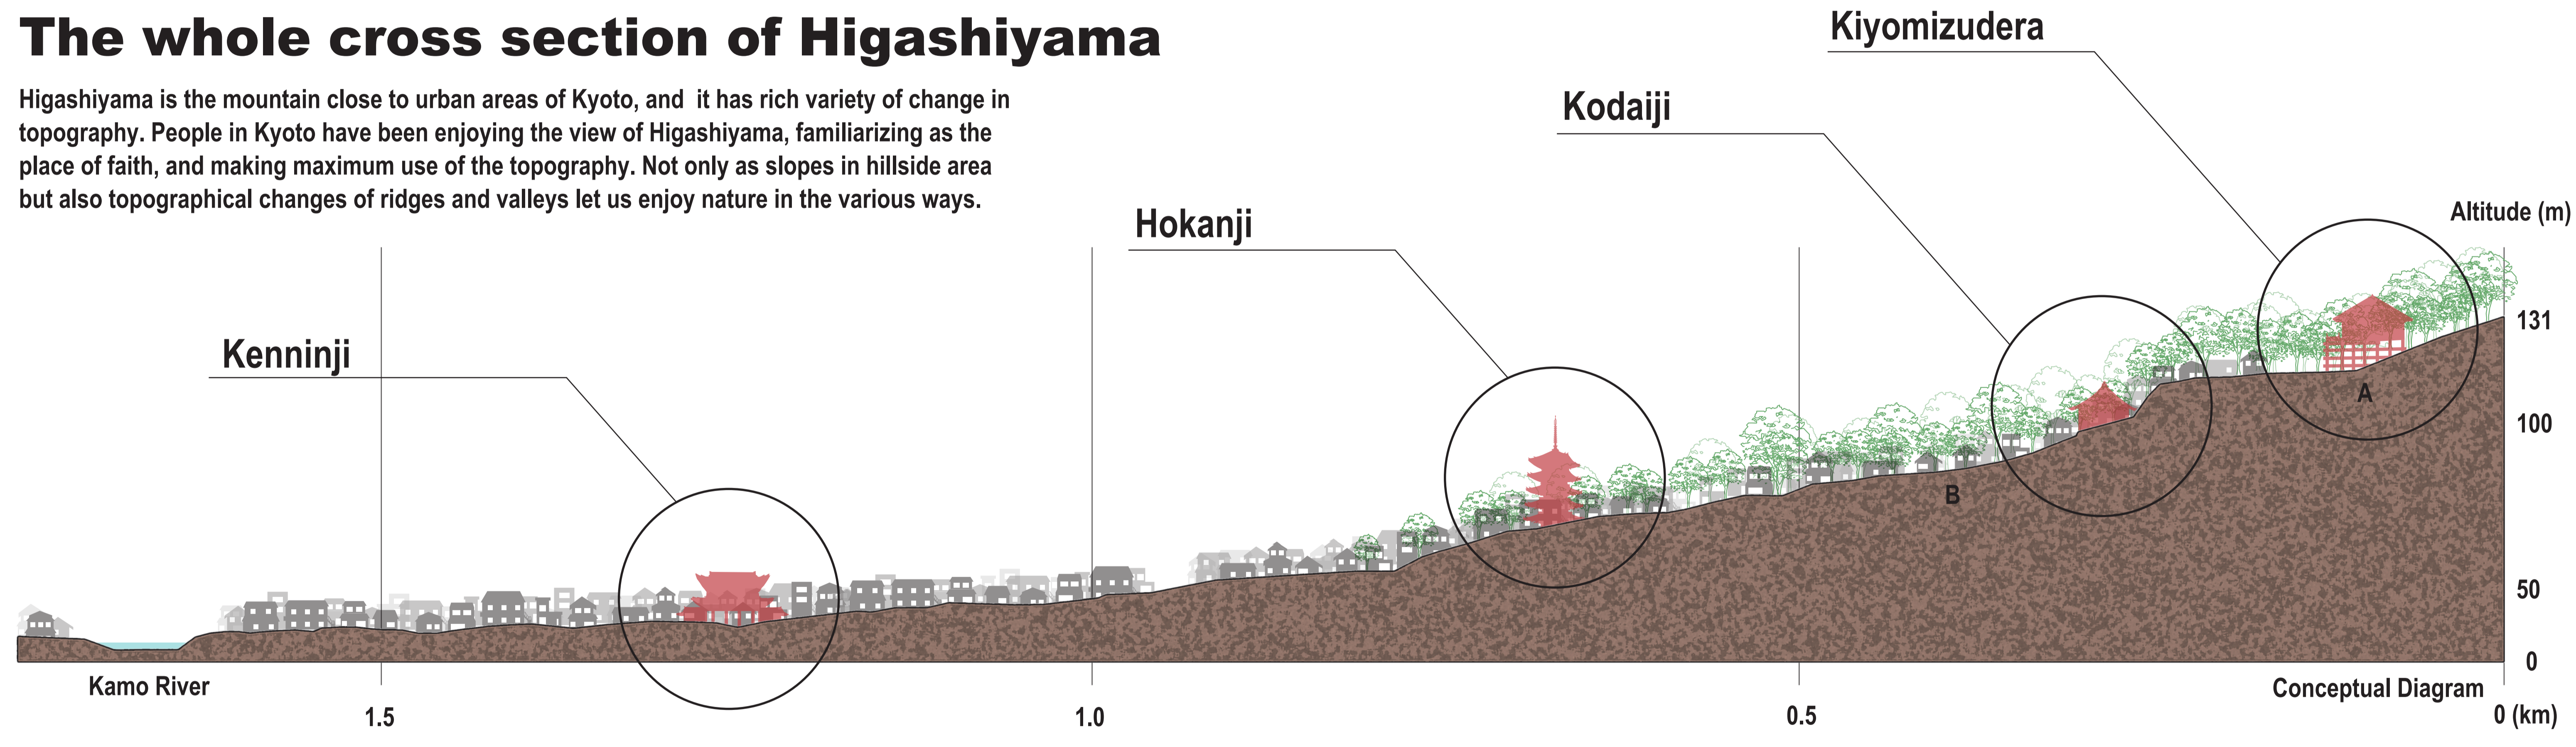 The whole cross section of Higashiyama
Higashiyama is the mountain close to urban areas of Kyoto, and  it has rich variety of change in
topography. People in Kyoto have been enjoying the view of Higashiyama, familiarizing as the
place of faith, and making maximum use of the topography. Not only as slopes in hillside area
but also topographical changes of ridges and valleys let us enjoy nature in the various ways.
Kiyomizudera
Kodaiji
Hokanji
Kenninji
Altitude (m)
131
100
50
0
A
B
Kamo River
Conceptual Diagram
1.5
1.0
0.5
0 (km)